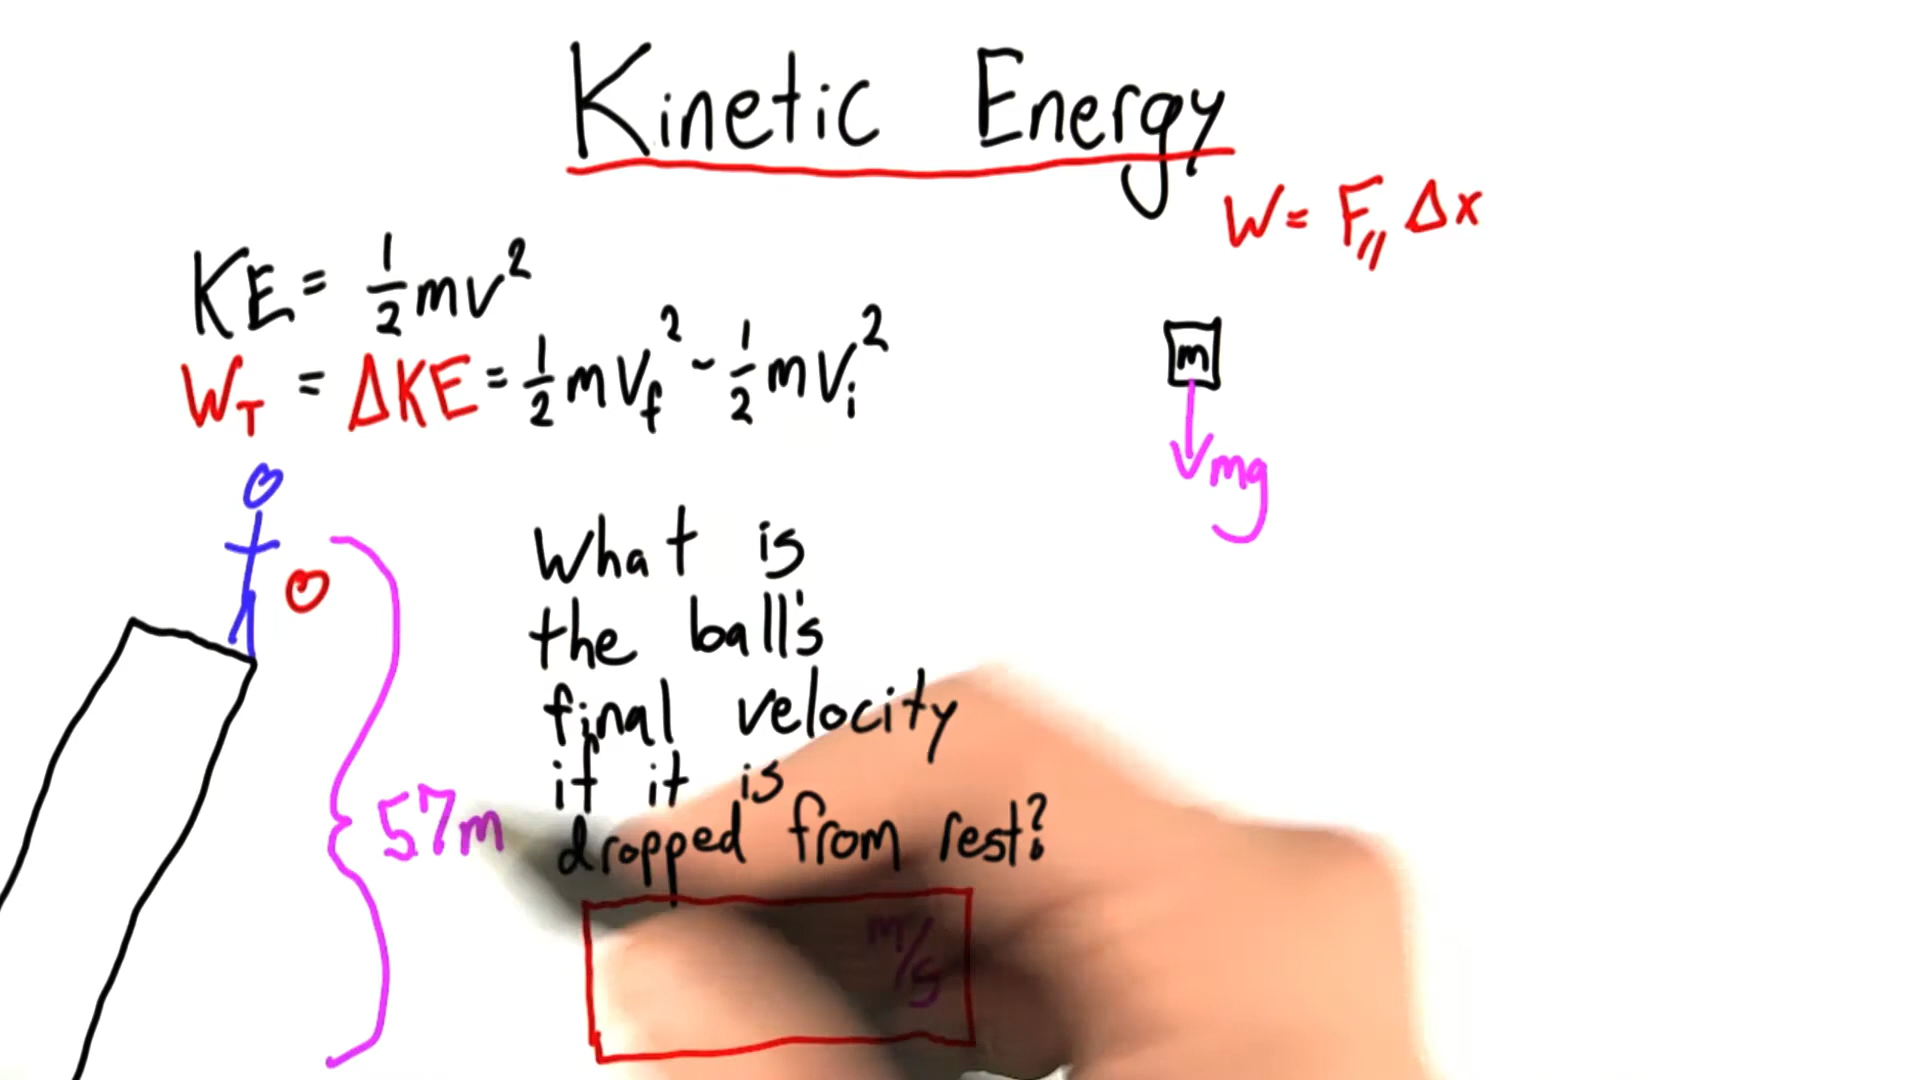 Kinetic Energy
W = F∥ Δx
KE = ½mv²
W_T = ΔKE = ½mv_f² - ½mv_i²
m
mg
What is
the ball's
final velocity
if it is
dropped from rest?
57m
m/s